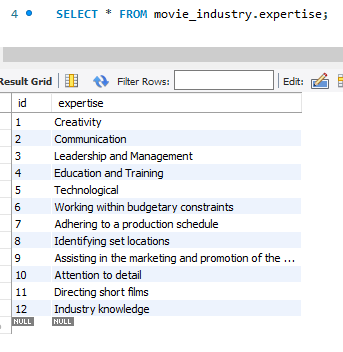 4 SELECT * FROM movie_industry.expertise;
Result Grid Filter Rows: Edit:
id expertise
1 Creativity
2 Communication
3 Leadership and Management
4 Education and Training
5 Technological
6 Working within budgetary constraints
7 Adhering to a production schedule
8 Identifying set locations
9 Assisting in the marketing and promotion of the ...
10 Attention to detail
11 Directing short films
12 Industry knowledge
NULL NULL